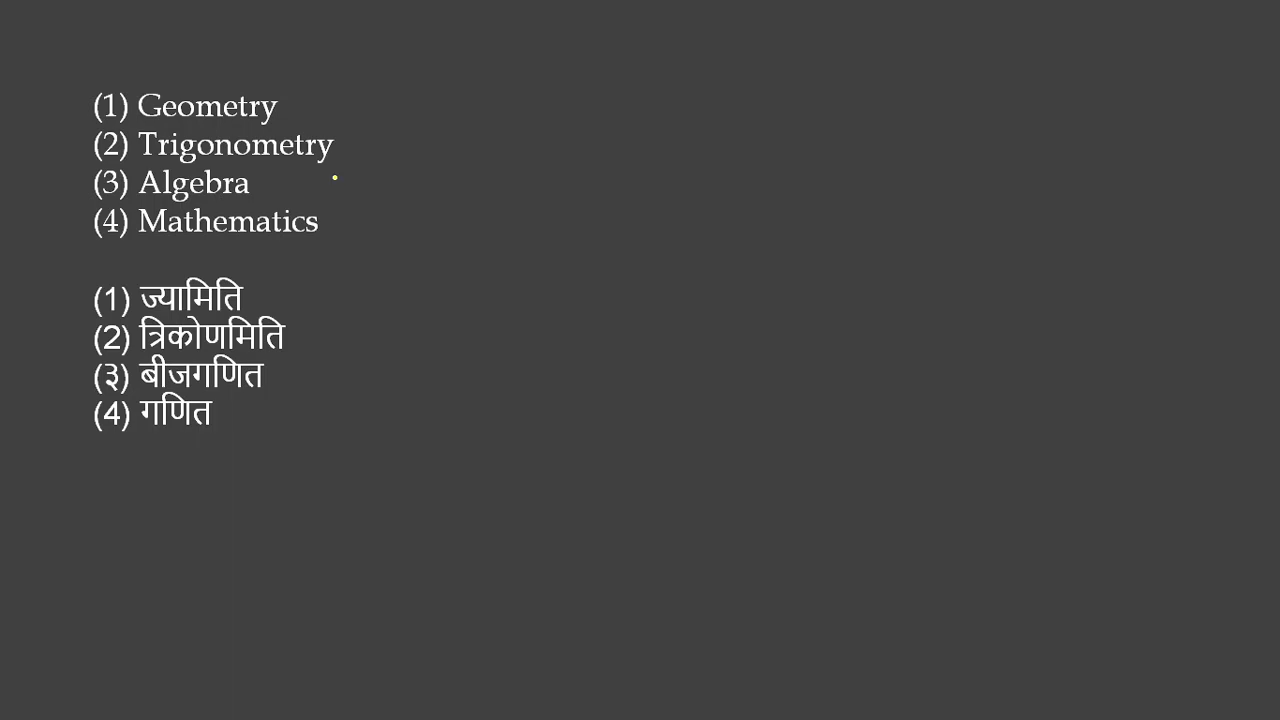 (1) Geometry
(2) Trigonometry
(3) Algebra
(4) Mathematics
(1) ज्यामिति
(2) त्रिकोणमिति
(३) बीजगणित
(4) गणित